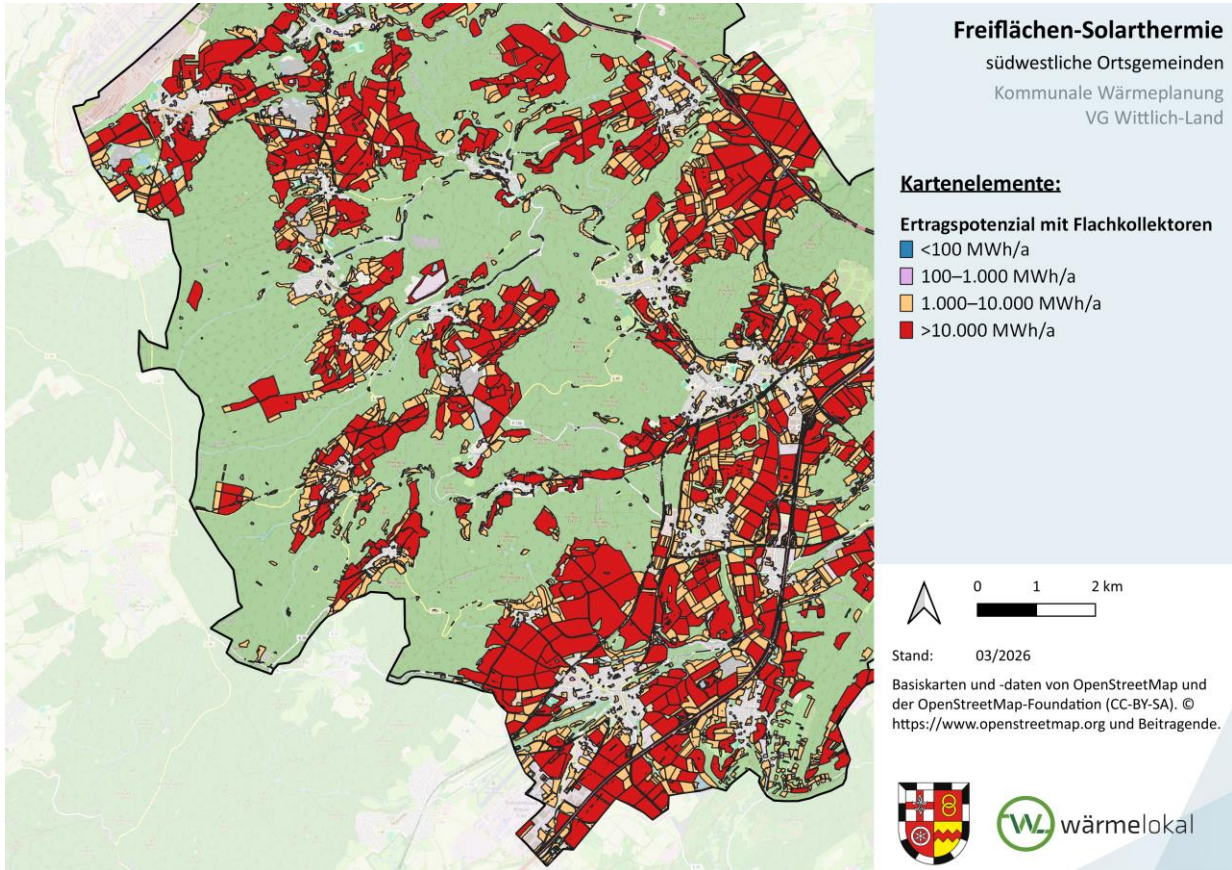 Freiflächen-Solarthermie
südwestliche Ortsgemeinden
Kommunale Wärmeplanung
VG Wittlich-Land
Kartenelemente:
Ertragspotenzial mit Flachkollektoren
<100 MWh/a
100–1.000 MWh/a
1.000–10.000 MWh/a
>10.000 MWh/a
0 1 2 km
Stand: 03/2026
Basiskarten und -daten von OpenStreetMap und
der OpenStreetMap-Foundation (CC-BY-SA). ©
https://www.openstreetmap.org und Beitragende.
wärmelokal